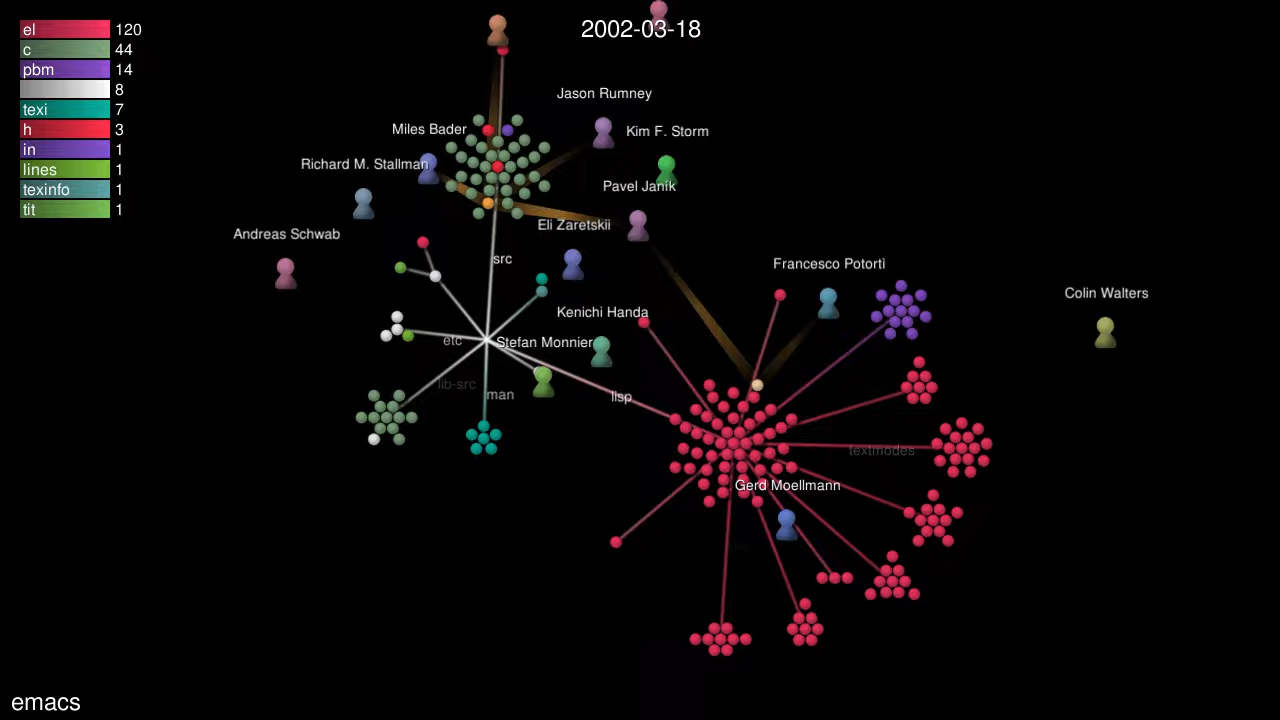 2002-03-18
el 120
c 44
pbm 14
8
texi 7
h 3
in 1
lines 1
texinfo 1
tit 1
Jason Rumney
Miles Bader
Kim F. Storm
Richard M. Stallman
Pavel Janík
Eli Zaretskii
Andreas Schwab
src
Francesco Potortì
Colin Walters
Kenichi Handa
etc
Stefan Monnier
lib-src
man
lisp
textmodes
Gerd Moellmann
emacs